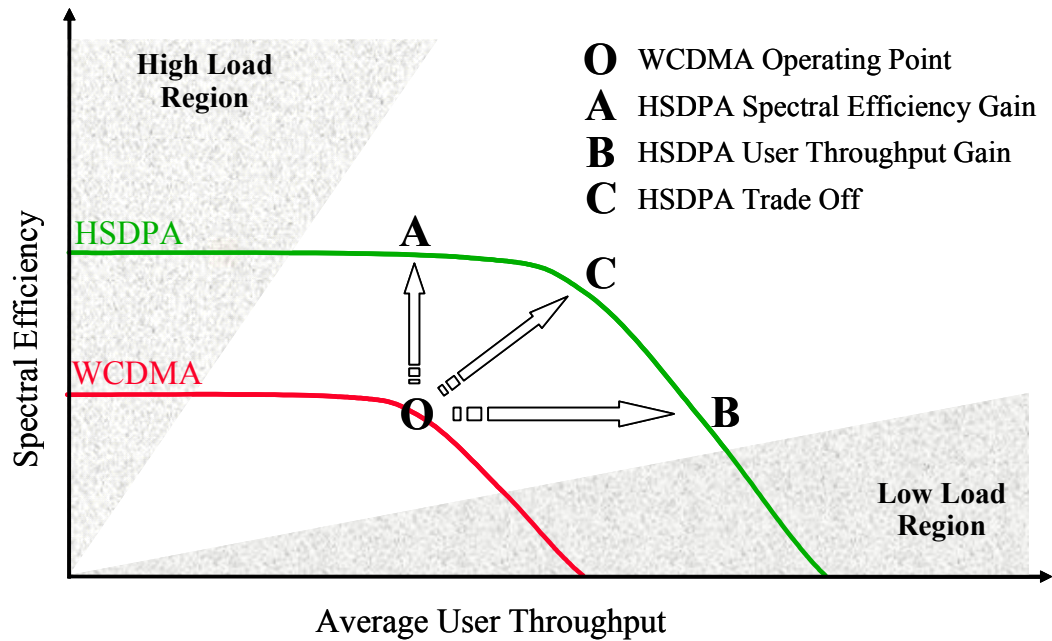 High Load
Region
O WCDMA Operating Point
A HSDPA Spectral Efficiency Gain
B HSDPA User Throughput Gain
C HSDPA Trade Off
HSDPA
A
C
WCDMA
O
B
Low Load
Region
Spectral Efficiency
Average User Throughput